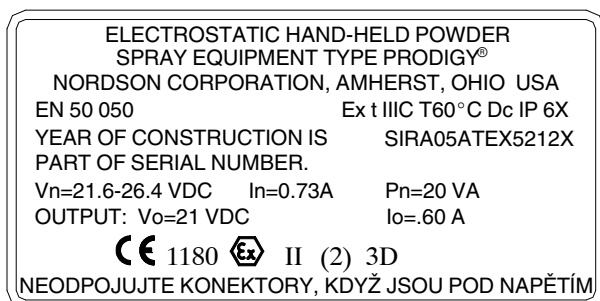 ELECTROSTATIC HAND-HELD POWDER
SPRAY EQUIPMENT TYPE PRODIGY®
NORDSON CORPORATION, AMHERST, OHIO USA
EN 50 050 Ex t IIIC T60°C Dc IP 6X
YEAR OF CONSTRUCTION IS SIRA05ATEX5212X
PART OF SERIAL NUMBER.
Vn=21.6-26.4 VDC In=0.73A Pn=20 VA
OUTPUT: Vo=21 VDC Io=.60 A
CE 1180 Ex II (2) 3D
NEODPOJUJTE KONEKTORY, KDYŽ JSOU POD NAPĚTÍM